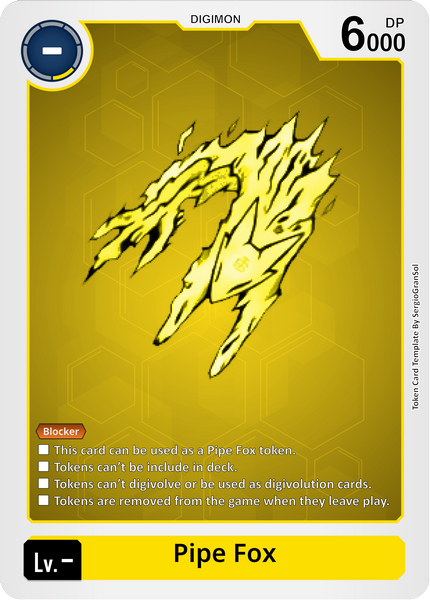 DIGIMON
-
DP
6000
Blocker
This card can be used as a Pipe Fox token.
Tokens can't be include in deck.
Tokens can't digivolve or be used as digivolution cards.
Tokens are removed from the game when they leave play.
Token Card Template By SergioGranSol
Lv.-
Pipe Fox